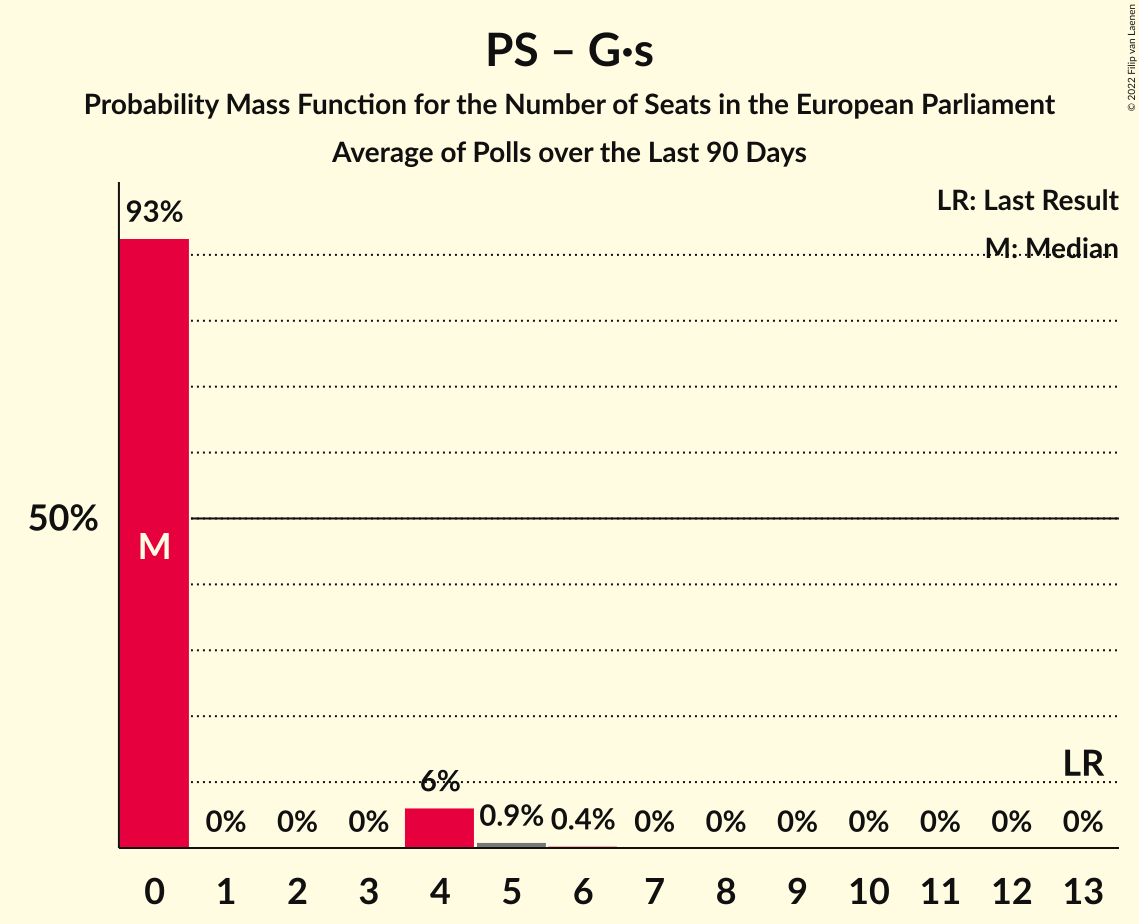 PS – G·s
Probability Mass Function for the Number of Seats in the European Parliament
Average of Polls over the Last 90 Days
© 2022 Filip van Laenen
LR: Last Result
M: Median
93%
50%
M
LR
6%
0% 0% 0% 0.9% 0.4% 0% 0% 0% 0% 0% 0% 0%
0 1 2 3 4 5 6 7 8 9 10 11 12 13